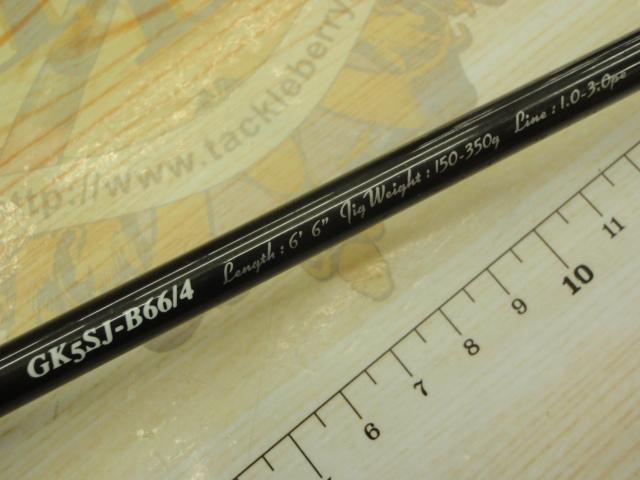 GK5SJ-B66/4 Length : 6' 6" Jig Weight : 150-350g Line : 1.0-3.0pe
http://www.tackleberry
6 7 8 9 10 11